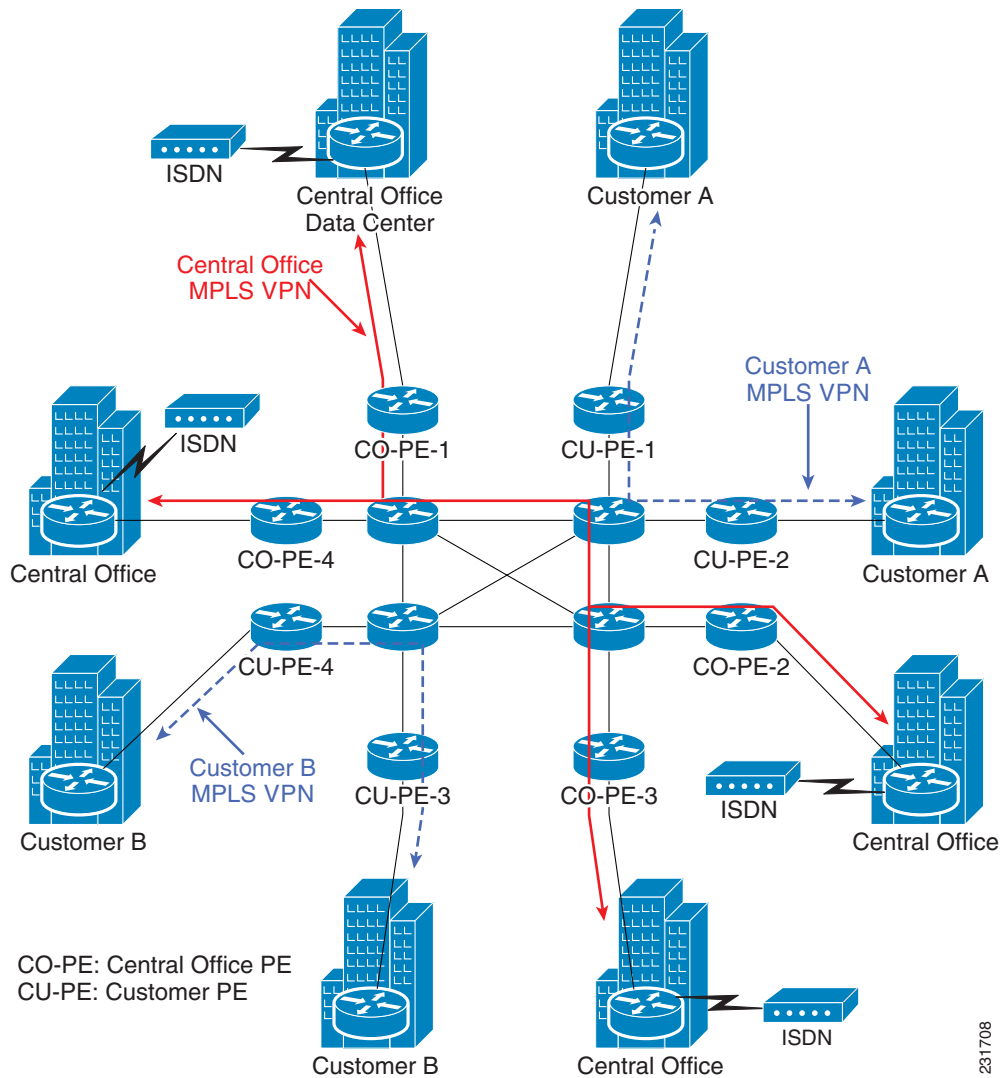 ISDN
Central Office
Data Center
Customer A
Central Office
MPLS VPN
Customer A
MPLS VPN
ISDN
CO-PE-1
CU-PE-1
Central Office
CO-PE-4
CU-PE-2
Customer A
CU-PE-4
CO-PE-2
Customer B
MPLS VPN
CU-PE-3
CO-PE-3
ISDN
Customer B
Central Office
CO-PE: Central Office PE
CU-PE: Customer PE
ISDN
Customer B
Central Office
231708